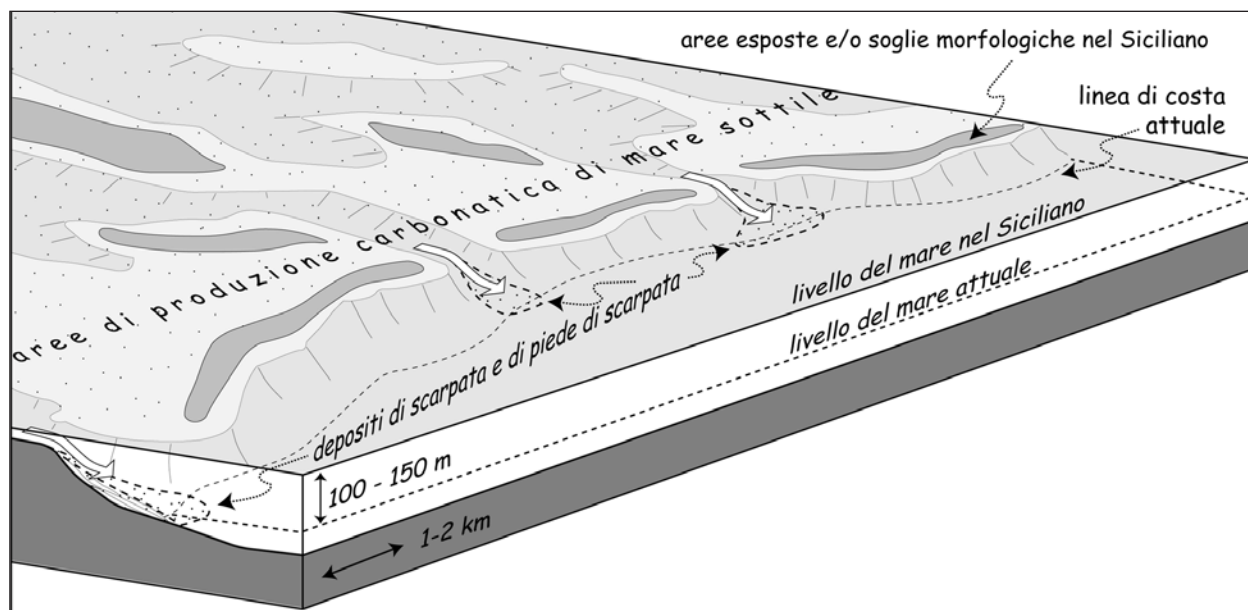 aree esposte e/o soglie morfologiche nel Siciliano
linea di costa
attuale
aree di produzione carbonatica di mare sottile
depositi di scarpata e di piede di scarpata
livello del mare nel Siciliano
livello del mare attuale
100 - 150 m
1-2 km